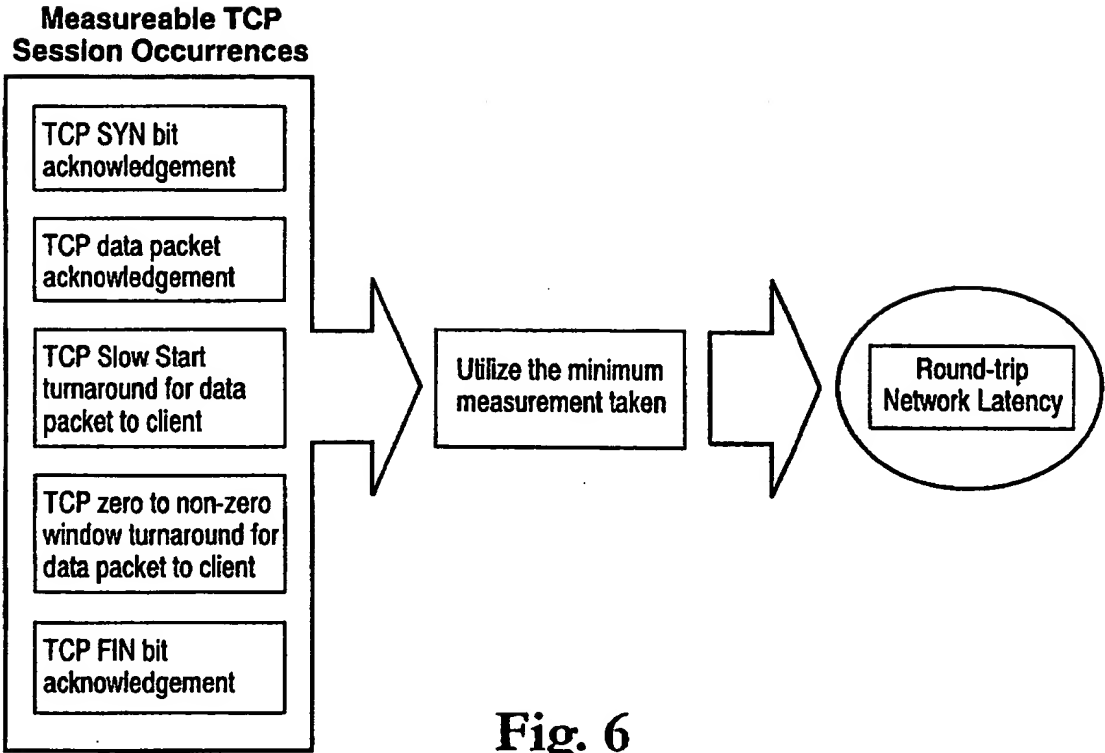 Measureable TCP
Session Occurrences
TCP SYN bit
acknowledgement
TCP data packet
acknowledgement
TCP Slow Start
turnaround for data
packet to client
TCP zero to non-zero
window turnaround for
data packet to client
TCP FIN bit
acknowledgement
Utilize the minimum
measurement taken
Round-trip
Network Latency
Fig. 6